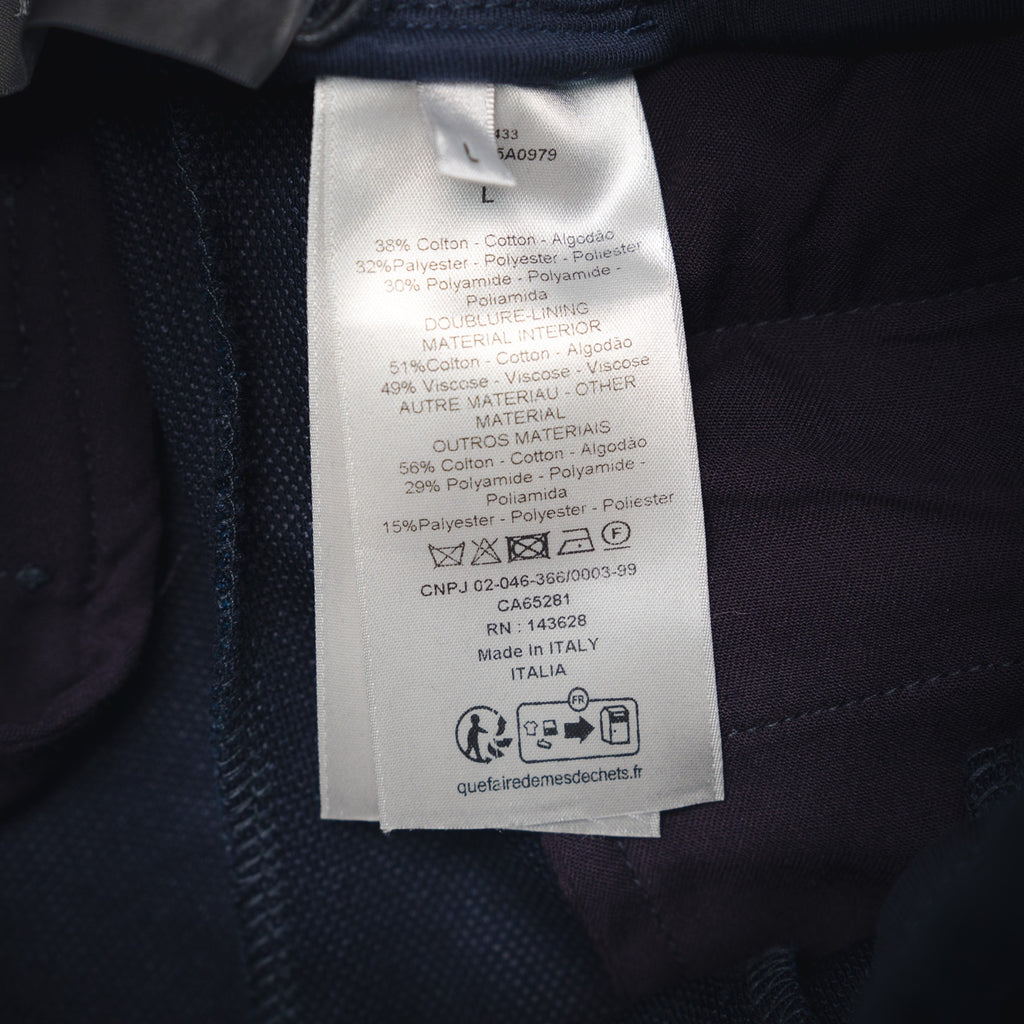 433
L 5A0979
L
38% Colton - Cotton - Algodão
32%Palyester - Polyester - Poliester
30% Polyamide - Polyamide -
Poliamida
DOUBLURE-LINING
MATERIAL INTERIOR
51%Colton - Cotton - Algodão
49% Viscose - Viscose - Viscose
AUTRE MATERIAU - OTHER
MATERIAL
OUTROS MATERIAIS
56% Colton - Cotton - Algodão
29% Polyamide - Polyamide -
Poliamida
15%Palyester - Polyester - Poliester
F
CNPJ 02-046-366/0003-99
CA65281
RN : 143628
Made In ITALY
ITALIA
FR
quefairedemesdechets.fr